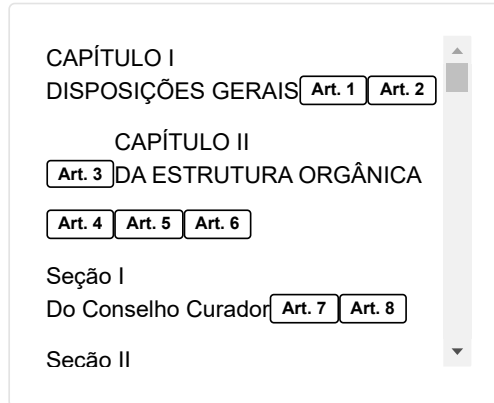 CAPÍTULO I
DISPOSIÇÕES GERAIS Art. 1 Art. 2
CAPÍTULO II
Art. 3 DA ESTRUTURA ORGÂNICA
Art. 4 Art. 5 Art. 6
Seção I
Do Conselho Curador Art. 7 Art. 8
Seção II